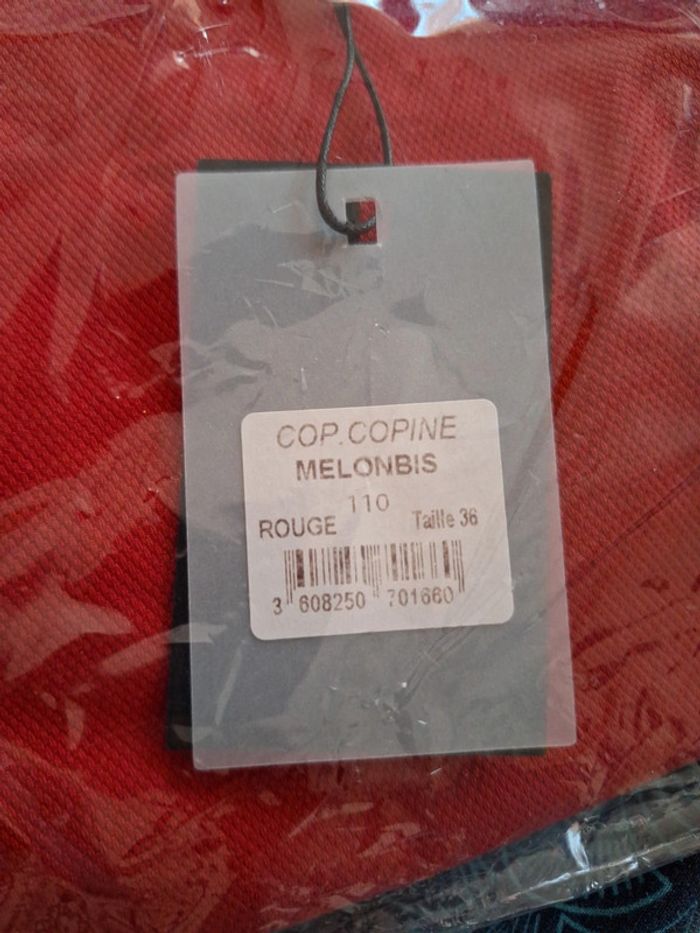 COP.COPINE
MELONBIS
110
ROUGE Taille 36
3 608250 701660